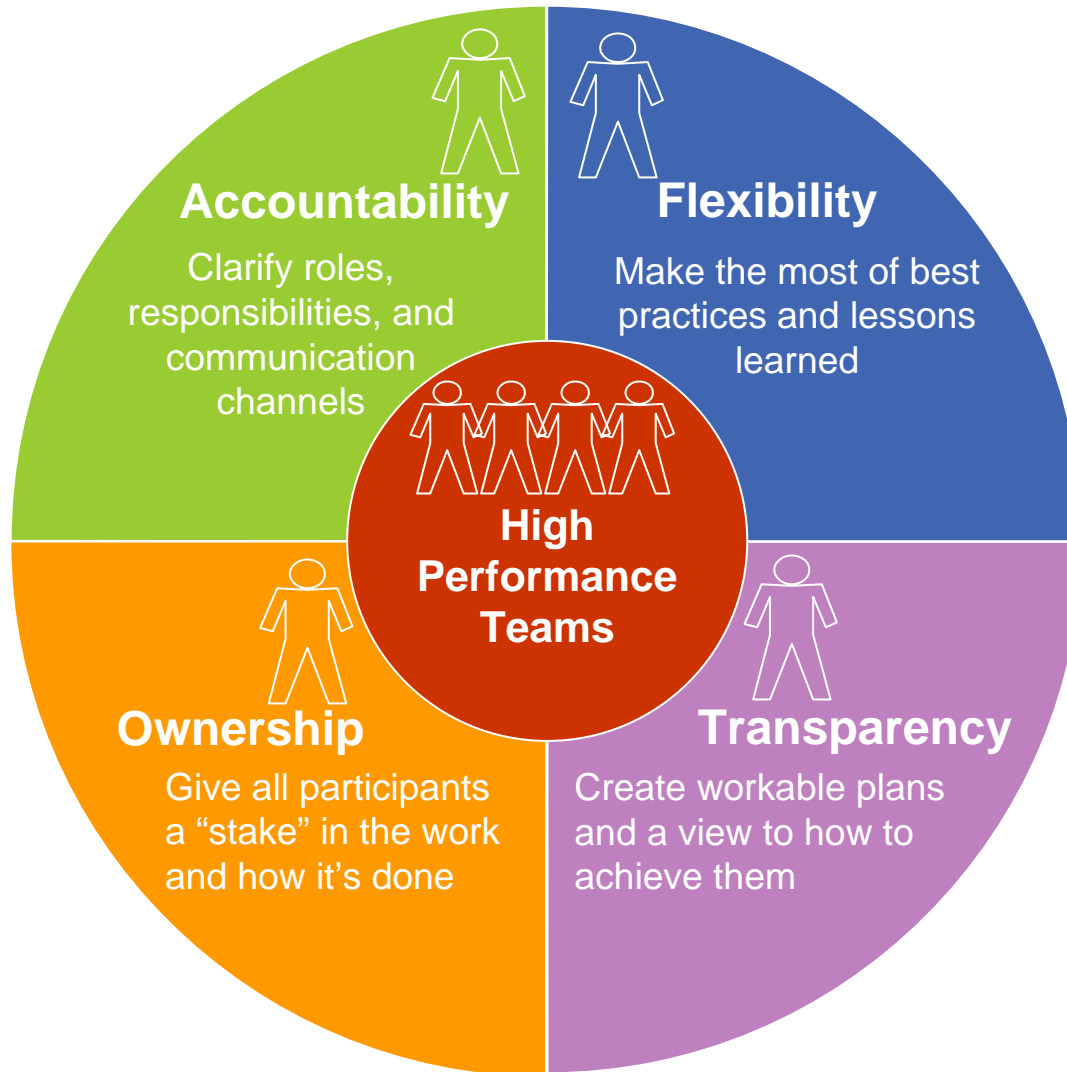 Accountability
Clarify roles,
responsibilities, and
communication
channels
Flexibility
Make the most of best
practices and lessons
learned
High
Performance
Teams
Ownership
Give all participants
a “stake” in the work
and how it’s done
Transparency
Create workable plans
and a view to how to
achieve them